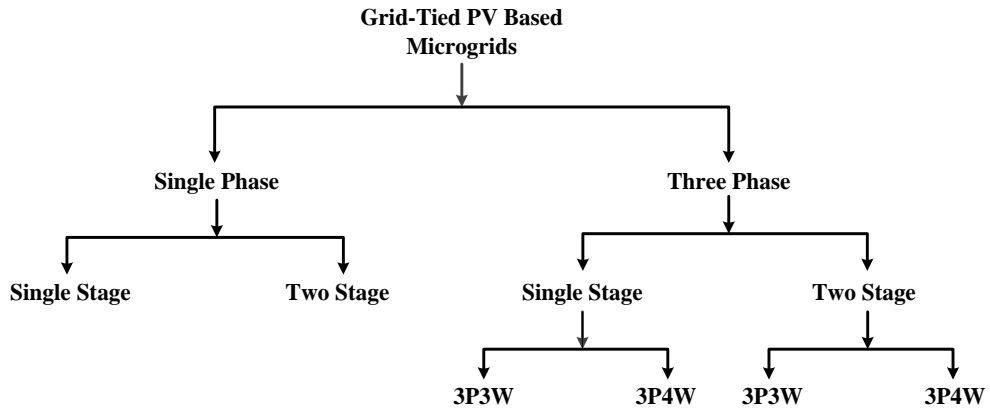 Grid-Tied PV Based
Microgrids
Single Phase
Three Phase
Single Stage
Two Stage
Single Stage
Two Stage
3P3W
3P4W
3P3W
3P4W